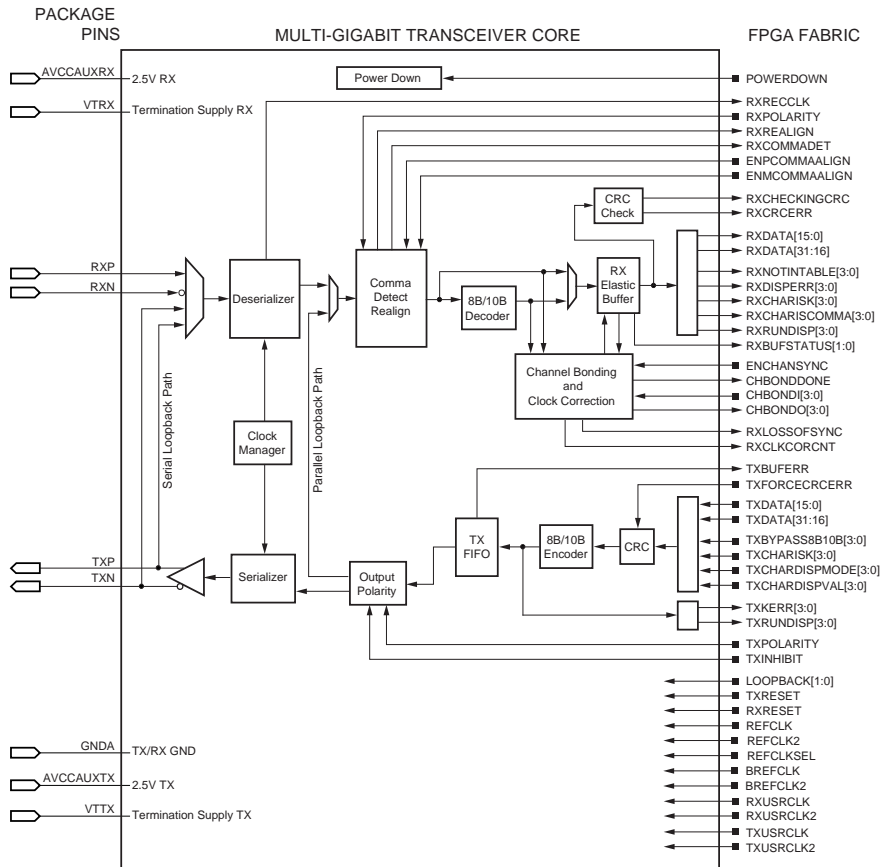 PACKAGE
PINS
MULTI-GIGABIT TRANSCEIVER CORE
FPGA FABRIC
AVCCAUXRX
2.5V RX
VTRX
Termination Supply RX
Power Down
POWERDOWN
RXRECCLK
RXPOLARITY
RXREALIGN
RXCOMMADET
ENPCOMMAALIGN
ENMCOMMAALIGN
CRC
Check
RXCHECKINGCRC
RXCRCERR
RXP
RXN
Deserializer
Comma
Detect
Realign
8B/10B
Decoder
RX
Elastic
Buffer
RXDATA[15:0]
RXDATA[31:16]
RXNOTINTABLE[3:0]
RXDISPERR[3:0]
RXCHARISK[3:0]
RXCHARISCOMMA[3:0]
RXRUNDISP[3:0]
RXBUFSTATUS[1:0]
Channel Bonding
and
Clock Correction
ENCHANSYNC
CHBONDDONE
CHBONDI[3:0]
CHBONDO[3:0]
RXLOSSOFSYNC
RXCLKCORCNT
Serial Loopback Path
Clock
Manager
Parallel Loopback Path
TXBUFERR
TXFORCECRCERR
TXP
TXN
Serializer
Output
Polarity
TX
FIFO
8B/10B
Encoder
CRC
TXDATA[15:0]
TXDATA[31:16]
TXBYPASS8B10B[3:0]
TXCHARISK[3:0]
TXCHARDISPMODE[3:0]
TXCHARDISPVAL[3:0]
TXKERR[3:0]
TXRUNDISP[3:0]
TXPOLARITY
TXINHIBIT
LOOPBACK[1:0]
TXRESET
RXRESET
REFCLK
REFCLK2
REFCLKSEL
BREFCLK
BREFCLK2
RXUSRCLK
RXUSRCLK2
TXUSRCLK
TXUSRCLK2
GNDA
TX/RX GND
AVCCAUXTX
2.5V TX
VTTX
Termination Supply TX